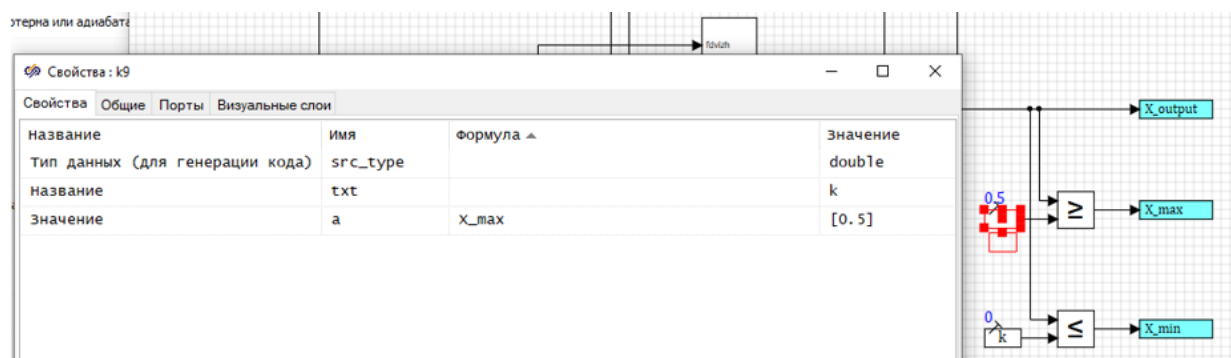 отерна или адиабата
fdvizh
Свойства : k9
Свойства Общие Порты Визуальные слои
Название Имя Формула Значение
Тип данных (для генерации кода) src_type double
Название txt k
Значение a X_max [0.5]
X_output
0.5
≥
X_max
0
k
≤
X_min